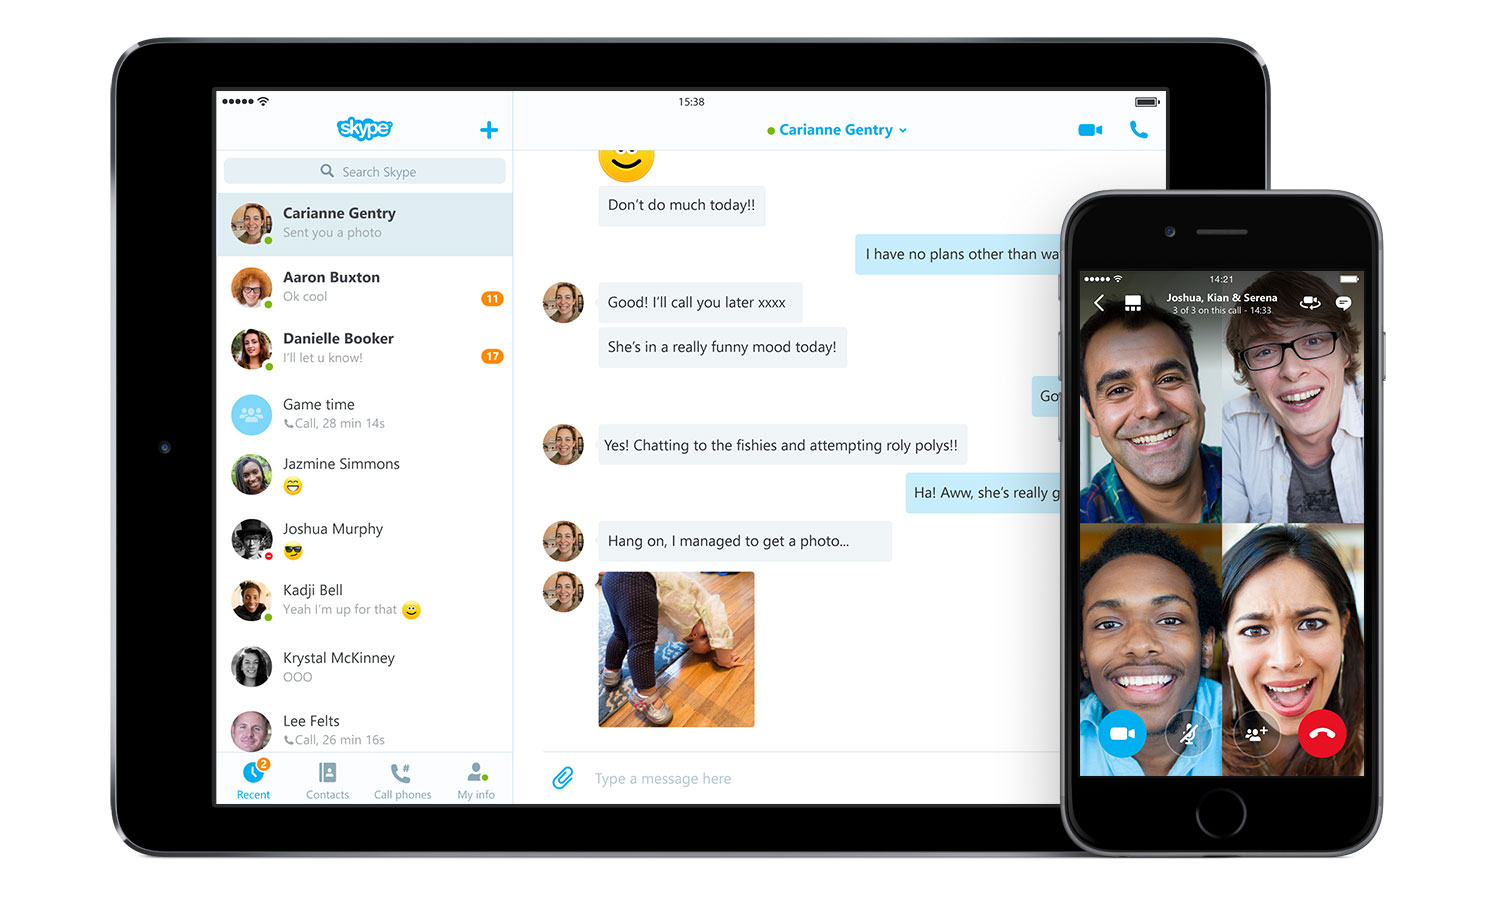 15:38
skype
Carianne Gentry
Search Skype
Carianne Gentry
Sent you a photo
Aaron Buxton
Ok cool
11
Danielle Booker
I'll let u know!
17
Game time
Call, 28 min 14s
Jazmine Simmons
Joshua Murphy
Kadji Bell
Yeah I'm up for that
Krystal McKinney
OOO
Lee Felts
Call, 26 min 16s
2
Recent
Contacts
#
Call phones
My info
Don't do much today!!
I have no plans other than wa
Good! I'll call you later xxxx
She's in a really funny mood today!
Go
Yes! Chatting to the fishies and attempting roly polys!!
Ha! Aww, she's really g
Hang on, I managed to get a photo...
Type a message here
14:21
Joshua, Kian & Serena
3 of 3 on this call - 14:33